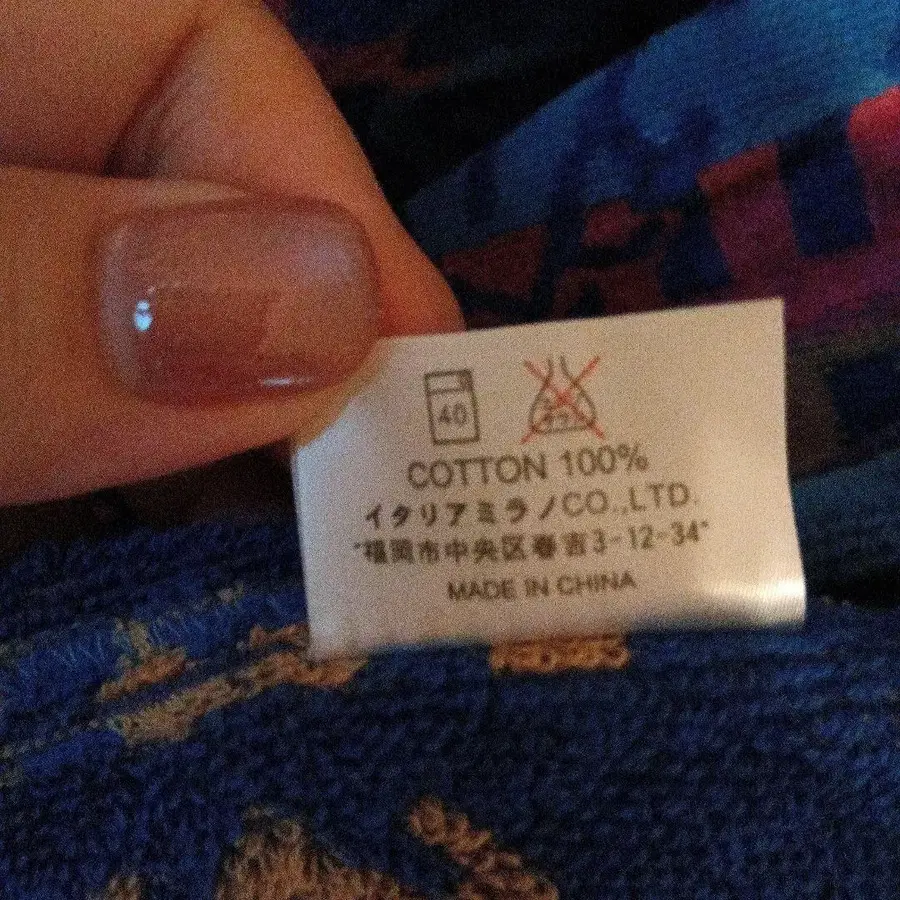 40
COTTON 100%
イタリアミラノCO.,LTD.
"福岡市中央区春吉3-12-34"
MADE IN CHINA